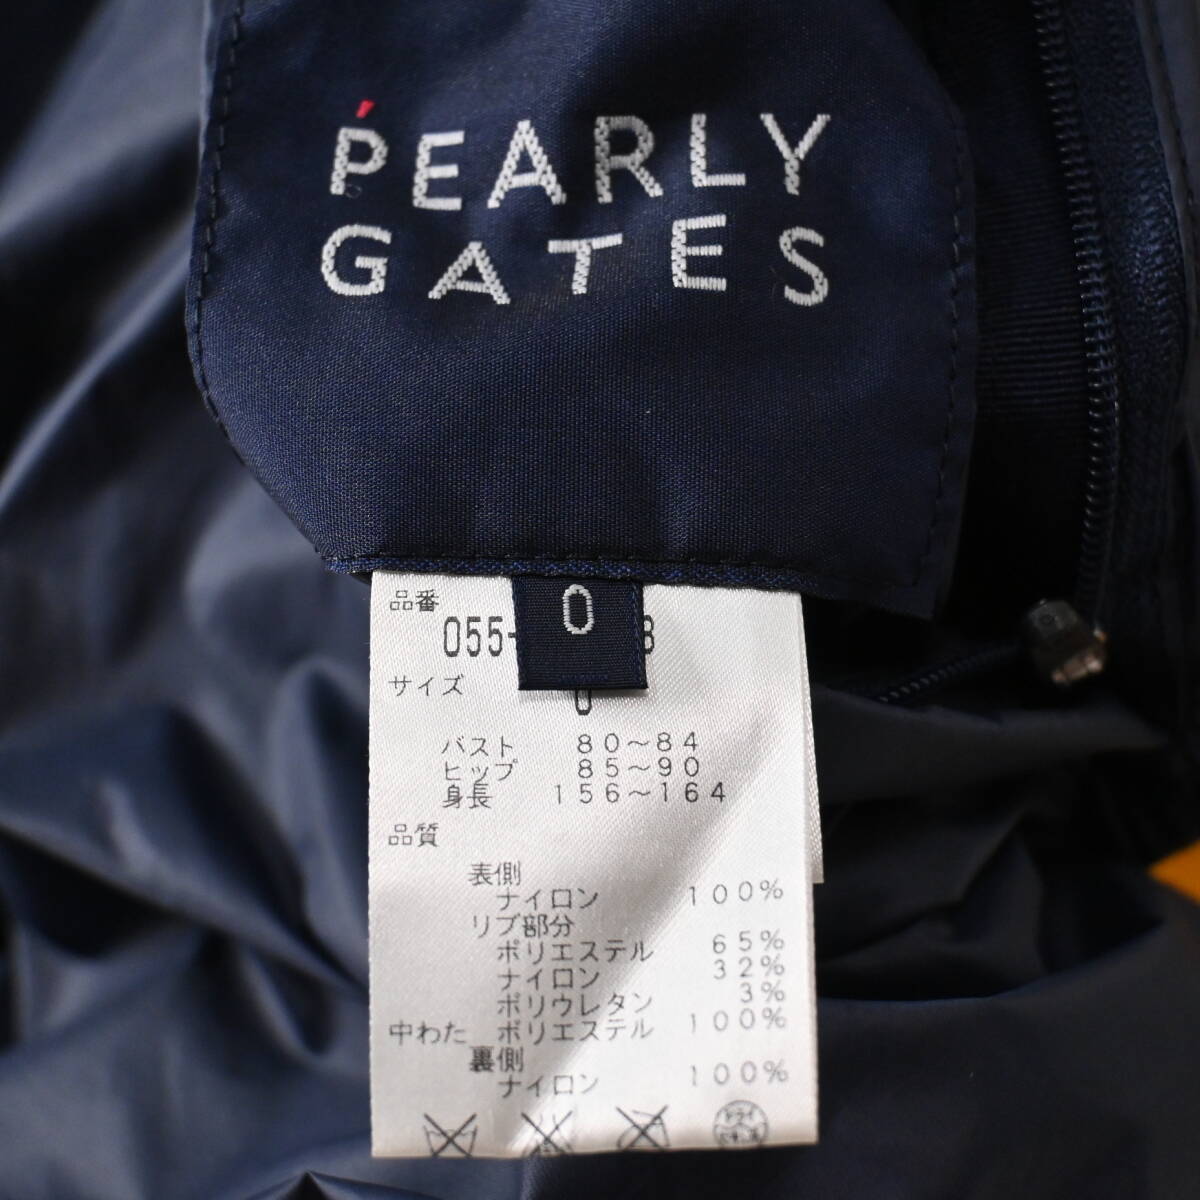 PEARLY
GATES
0
品番
055-
サイズ
0
バスト 80～84
ヒップ 85～90
身長 156～164
品質
表側
ナイロン 100%
リブ部分
ポリエステル 65%
ナイロン 32%
ポリウレタン 3%
中わた ポリエステル 100%
裏側
ナイロン 100%
ドライ